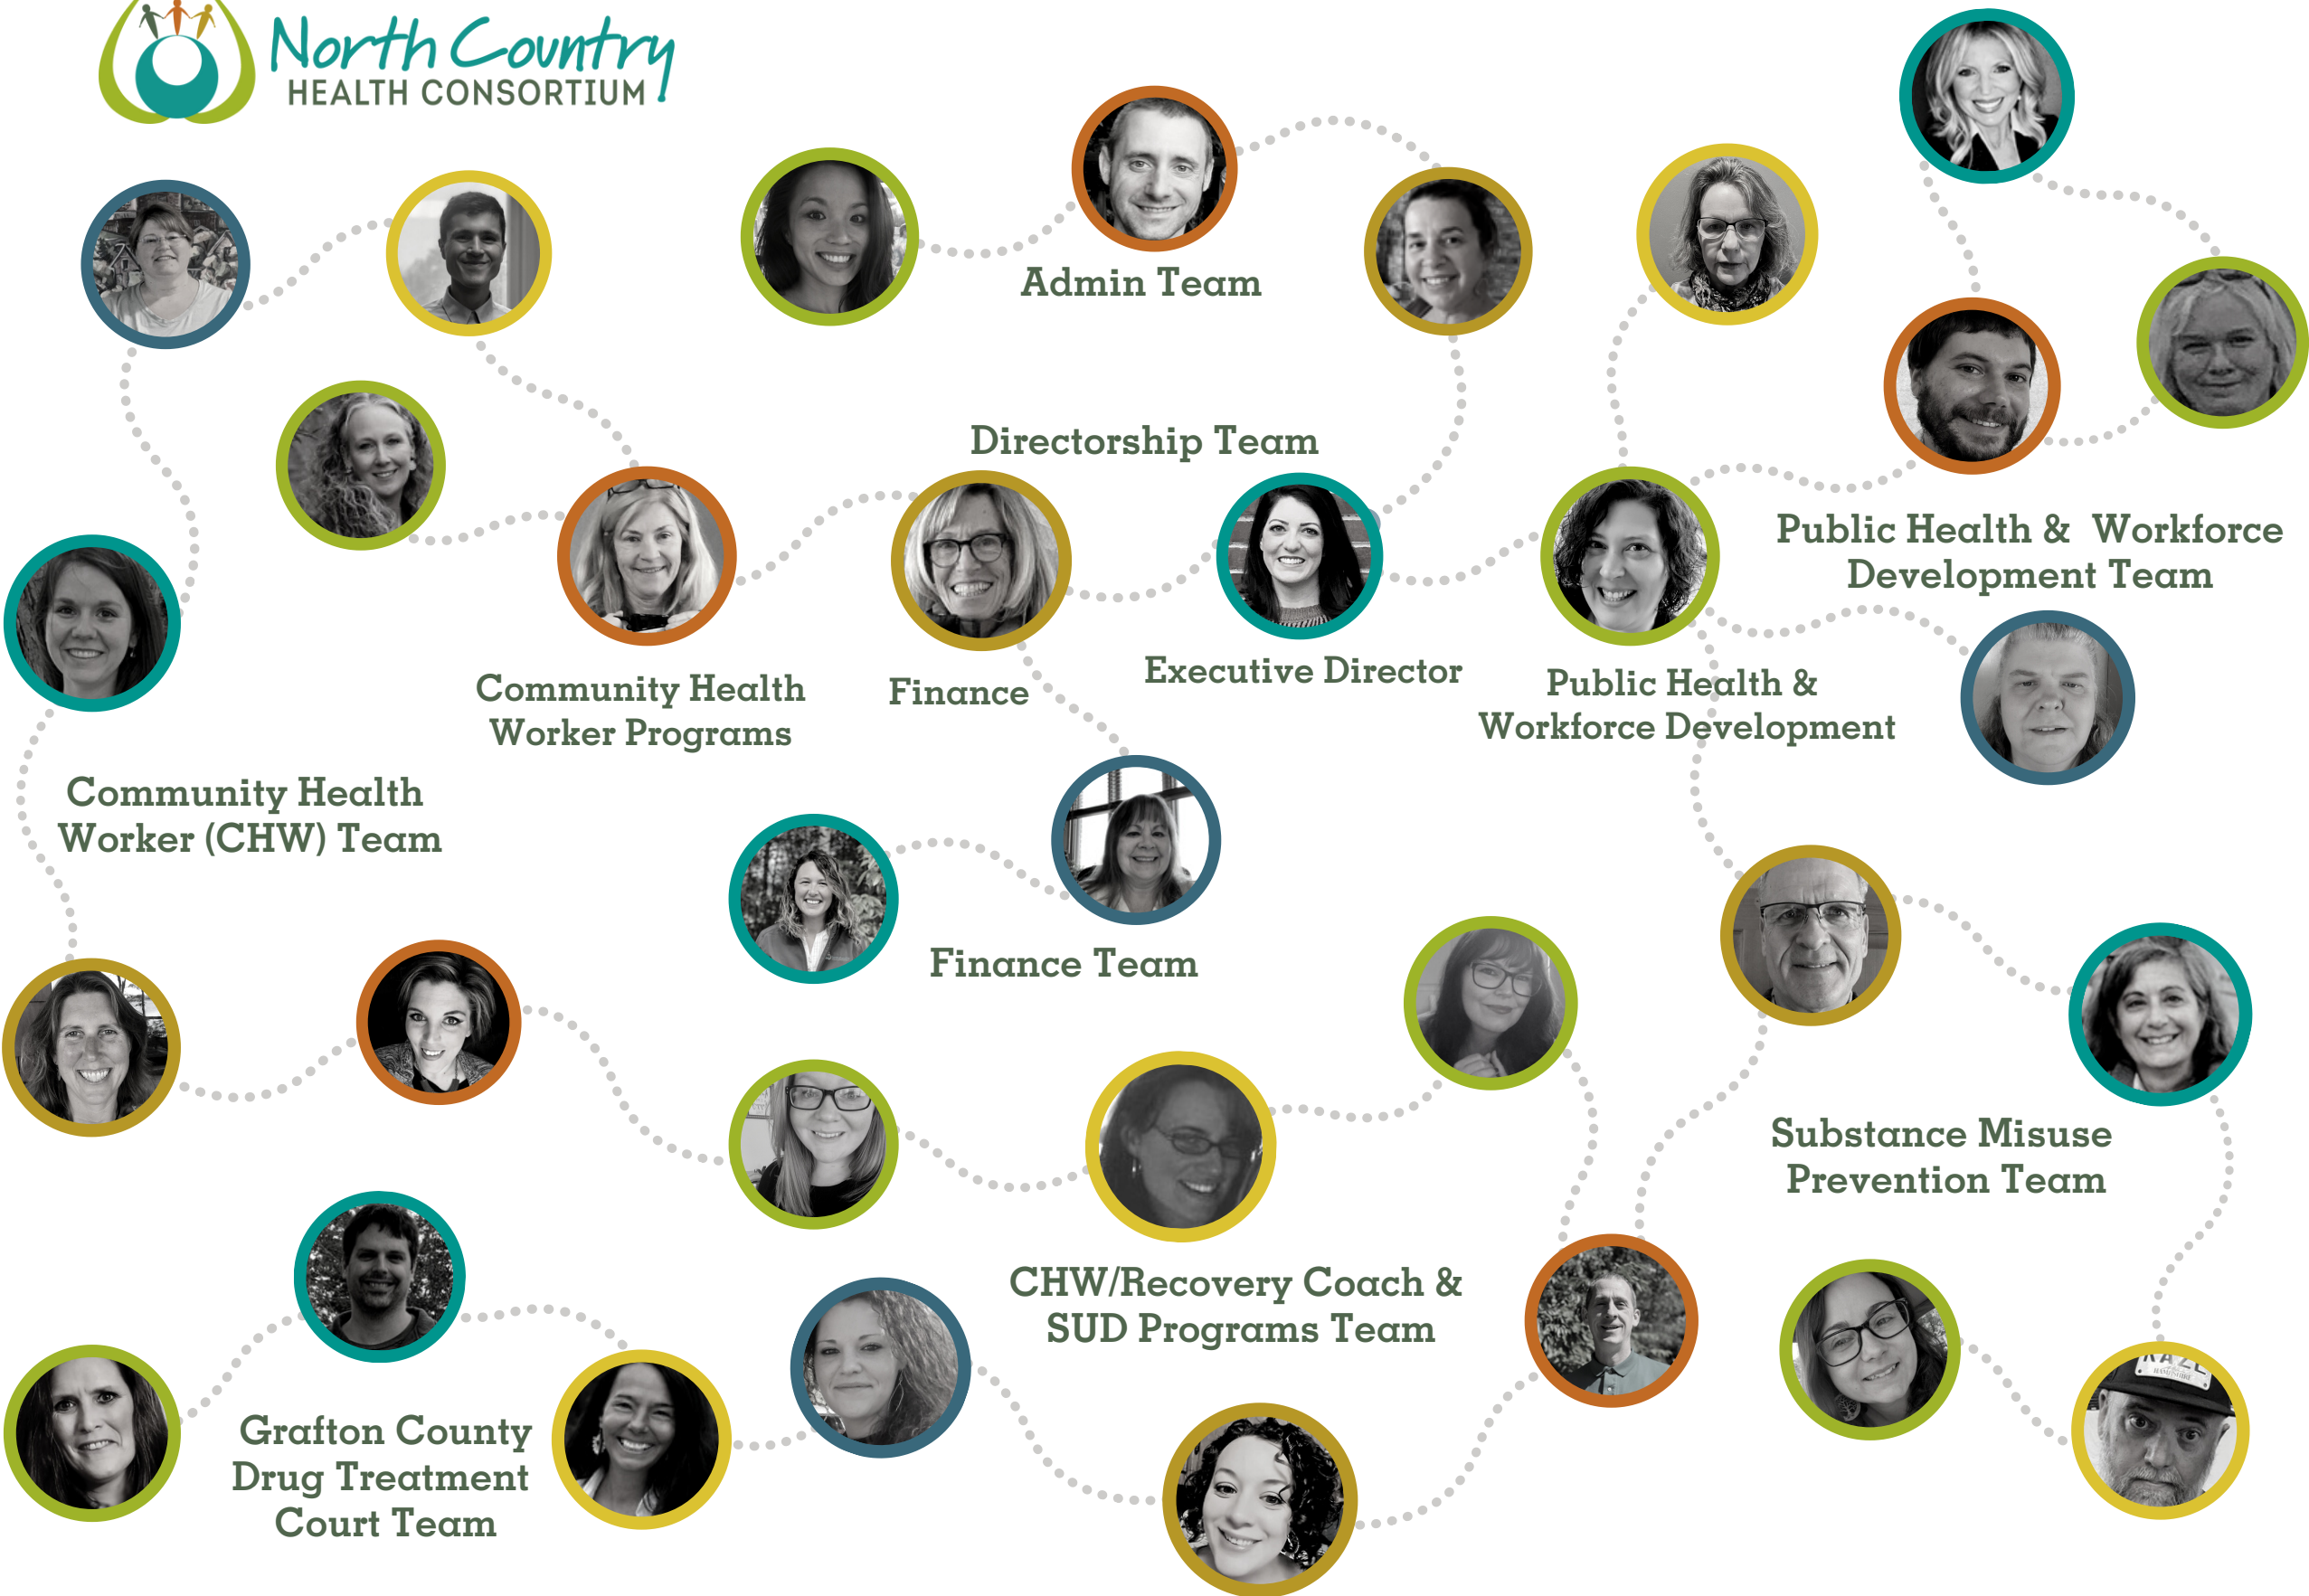 North Country
HEALTH CONSORTIUM
Admin Team
Directorship Team
Public Health & Workforce
Development Team
Executive Director
Public Health &
Workforce Development
Community Health
Worker Programs
Finance
Community Health
Worker (CHW) Team
Finance Team
Substance Misuse
Prevention Team
CHW/Recovery Coach &
SUD Programs Team
Grafton County
Drug Treatment
Court Team